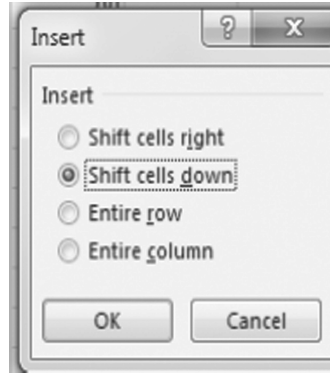 Insert
Insert
Shift cells right
Shift cells down
Entire row
Entire column
OK
Cancel